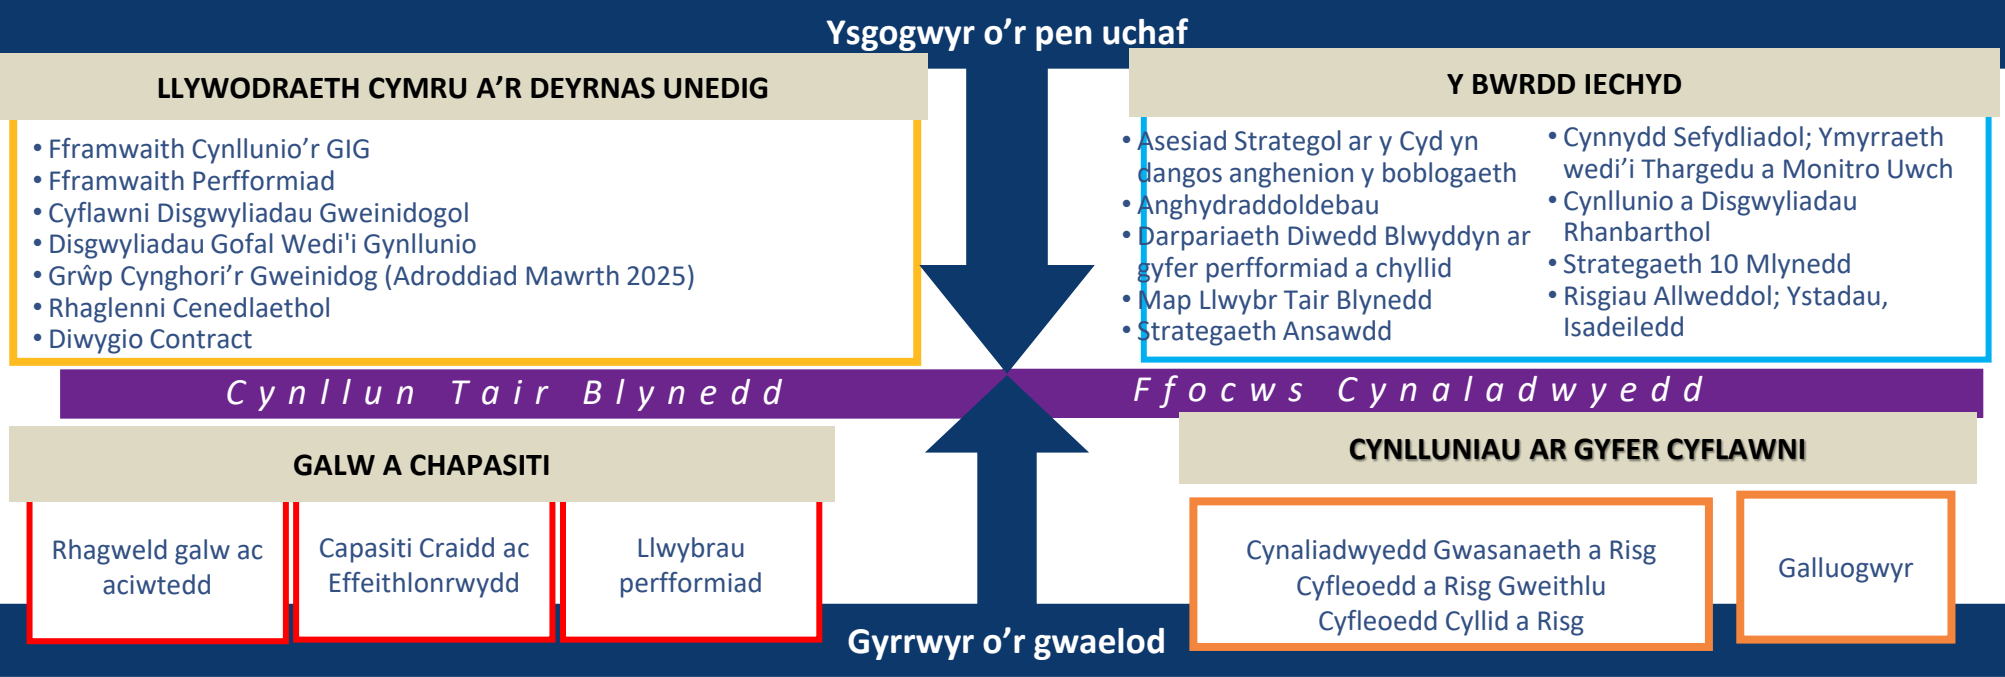 Ysgogwyr o’r pen uchaf
LLYWODRAETH CYMRU A’R DEYRNAS UNEDIG
• Fframwaith Cynllunio’r GIG
• Fframwaith Perfformiad
• Cyflawni Disgwyliadau Gweinidogol
• Disgwyliadau Gofal Wedi'i Gynllunio
• Grŵp Cynghori’r Gweinidog (Adroddiad Mawrth 2025)
• Rhaglenni Cenedlaethol
• Diwygio Contract
Y BWRDD IECHYD
• Asesiad Strategol ar y Cyd yn
dangos anghenion y boblogaeth
• Anghydraddoldebau
• Darpariaeth Diwedd Blwyddyn ar
gyfer perfformiad a chyllid
• Map Llwybr Tair Blynedd
• Strategaeth Ansawdd
• Cynnydd Sefydliadol; Ymyrraeth
wedi’i Thargedu a Monitro Uwch
• Cynllunio a Disgwyliadau
Rhanbarthol
• Strategaeth 10 Mlynedd
• Risgiau Allweddol; Ystadau,
Isadeiledd
Cynllun Tair Blynedd
Ffocws Cynaladwyedd
GALW A CHAPASITI
Rhagweld galw ac
aciwtedd
Capasiti Craidd ac
Effeithlonrwydd
Llwybrau
perfformiad
CYNLLUNIAU AR GYFER CYFLAWNI
Cynaliadwyedd Gwasanaeth a Risg
Cyfleoedd a Risg Gweithlu
Cyfleoedd Cyllid a Risg
Galluogwyr
Gyrrwyr o’r gwaelod